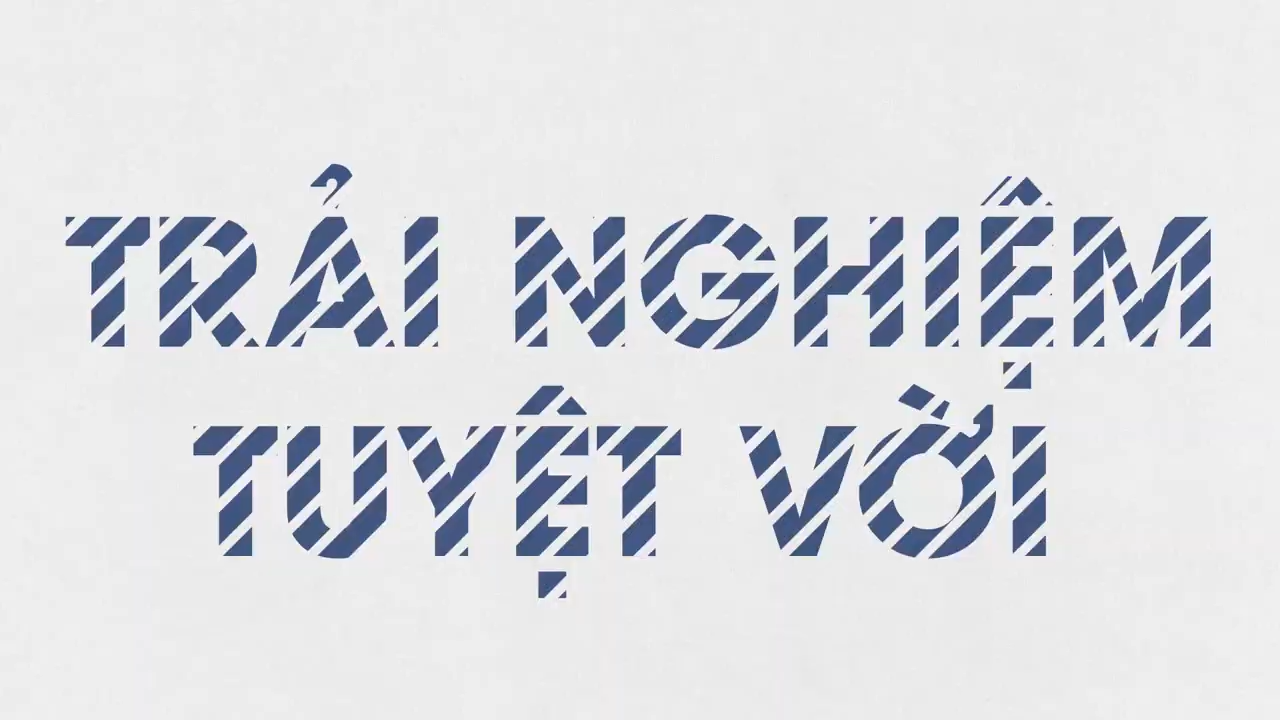 TRẢI NGHIỆM
TUYỆT VỜI